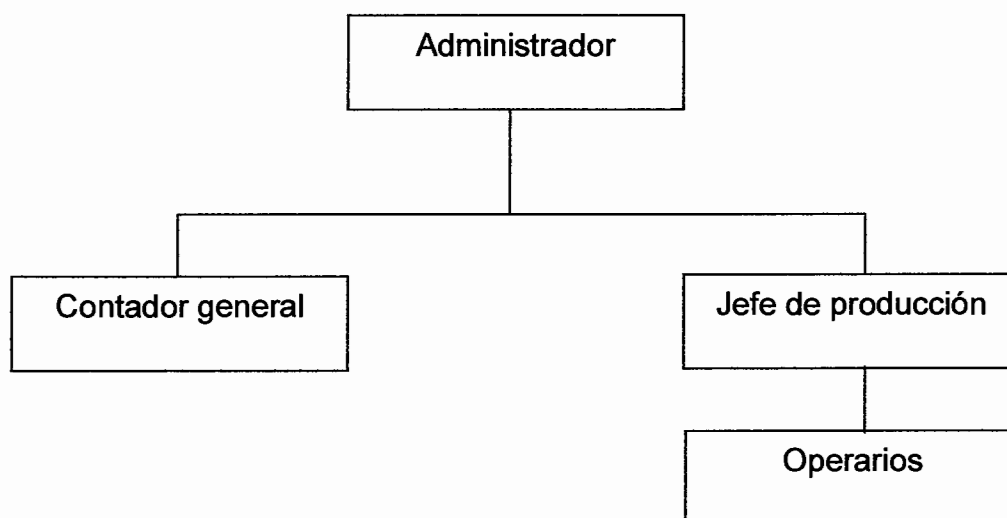 Administrador
Contador general
Jefe de producción
Operarios